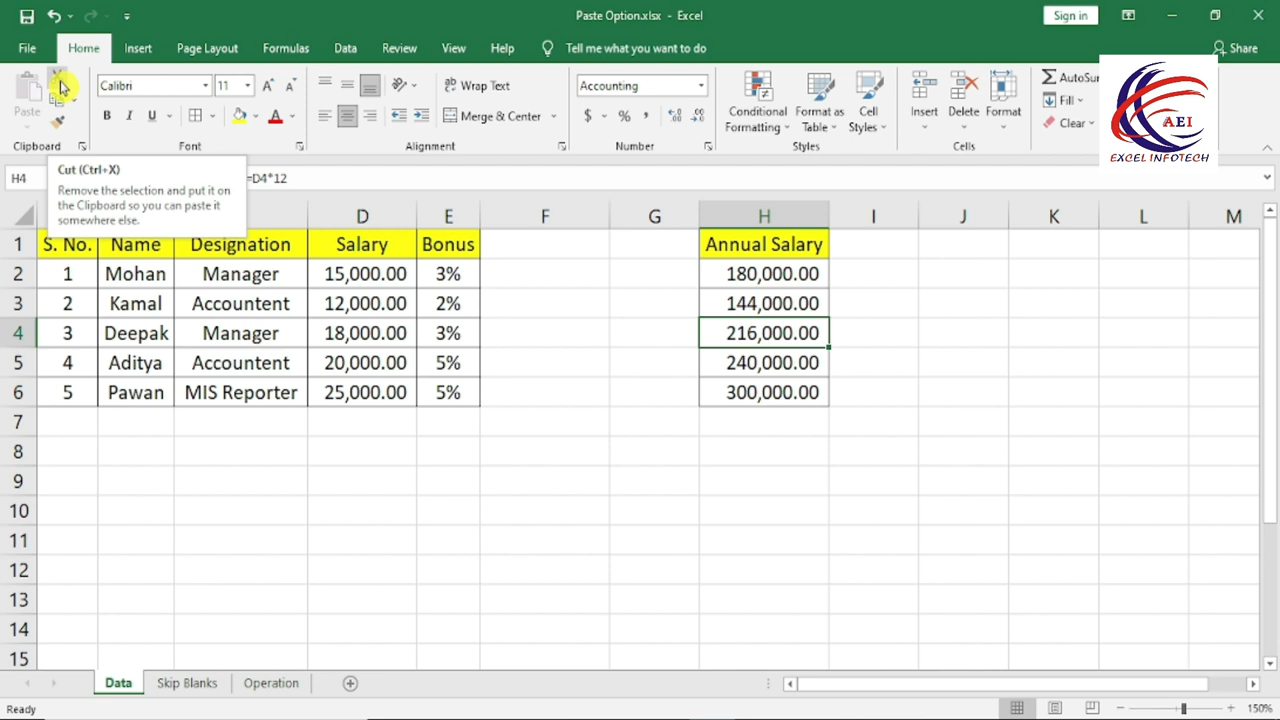 Paste Option.xlsx - Excel
Sign in
File Home Insert Page Layout Formulas Data Review View Help Tell me what you want to do Share
Paste
Calibri 11
B I U
Wrap Text
Merge & Center
Accounting
$ %
Conditional Formatting
Format as Table
Cell Styles
Insert Delete Format
AutoSu
Fill
Clear
Clipboard Font Alignment Number Styles Cells
AEI
EXCEL INFOTECH
H4 =D4*12
Cut (Ctrl+X)
Remove the selection and put it on
the Clipboard so you can paste it
somewhere else.
D E F G H I J K L M
1 S. No. Name Designation Salary Bonus Annual Salary
2 1 Mohan Manager 15,000.00 3% 180,000.00
3 2 Kamal Accountent 12,000.00 2% 144,000.00
4 3 Deepak Manager 18,000.00 3% 216,000.00
5 4 Aditya Accountent 20,000.00 5% 240,000.00
6 5 Pawan MIS Reporter 25,000.00 5% 300,000.00
7
8
9
10
11
12
13
14
15
Data Skip Blanks Operation
Ready 150%